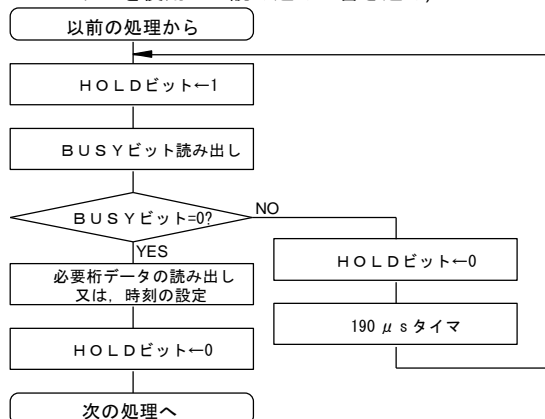 以前の処理から
HOLDビット←1
BUSYビット読み出し
BUSYビット=0?
NO
YES
必要桁データの読み出し
又は, 時刻の設定
HOLDビット←0
HOLDビット←0
190μsタイマ
次の処理へ